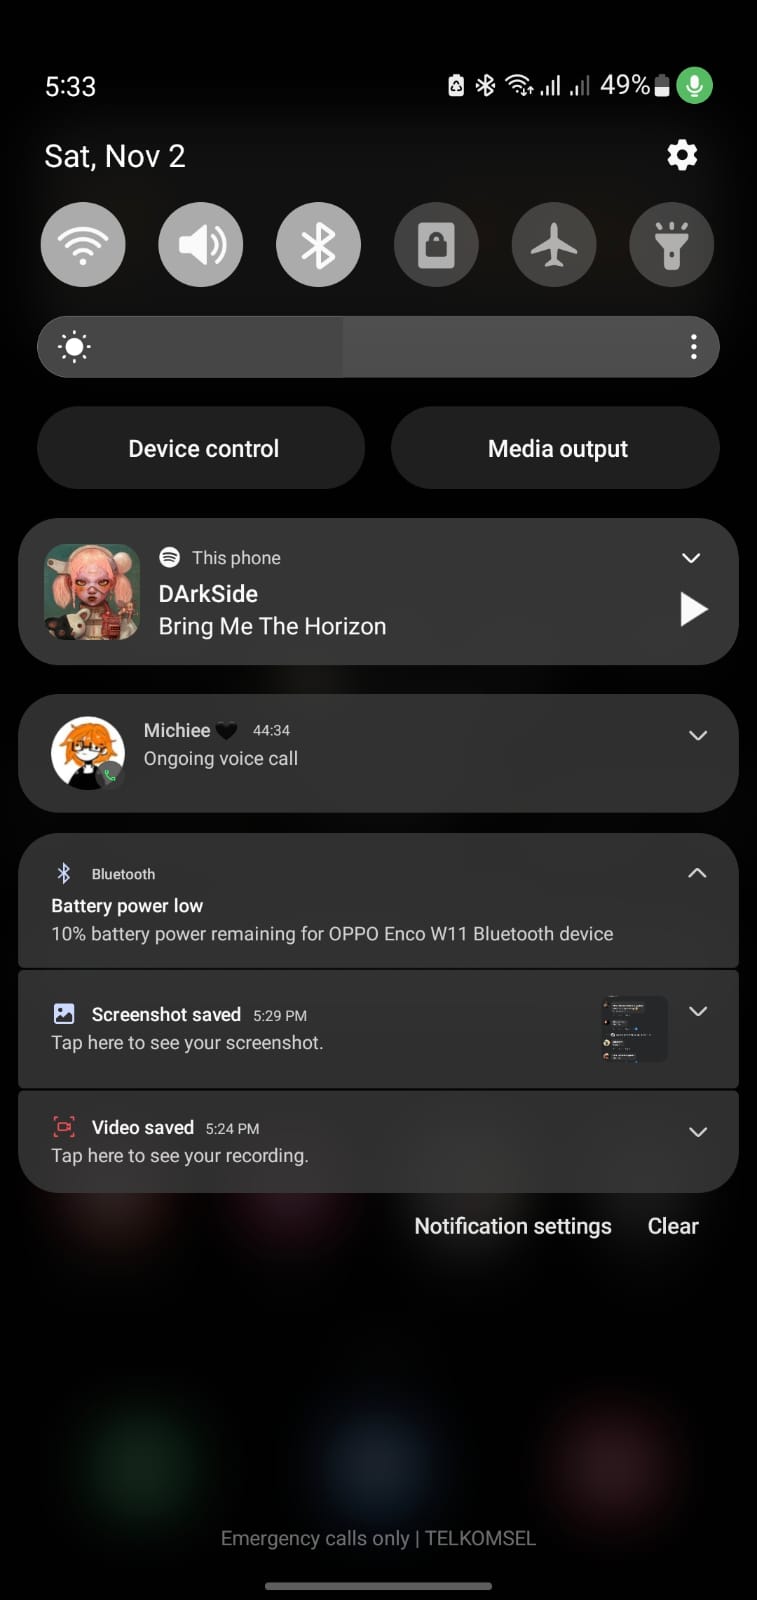 5:33
49%
Sat, Nov 2
Device control
Media output
This phone
DArkSide
Bring Me The Horizon
Michiee🖤 44:34
Ongoing voice call
Bluetooth
Battery power low
10% battery power remaining for OPPO Enco W11 Bluetooth device
Screenshot saved 5:29 PM
Tap here to see your screenshot.
Video saved 5:24 PM
Tap here to see your recording.
Notification settings
Clear
Emergency calls only | TELKOMSEL